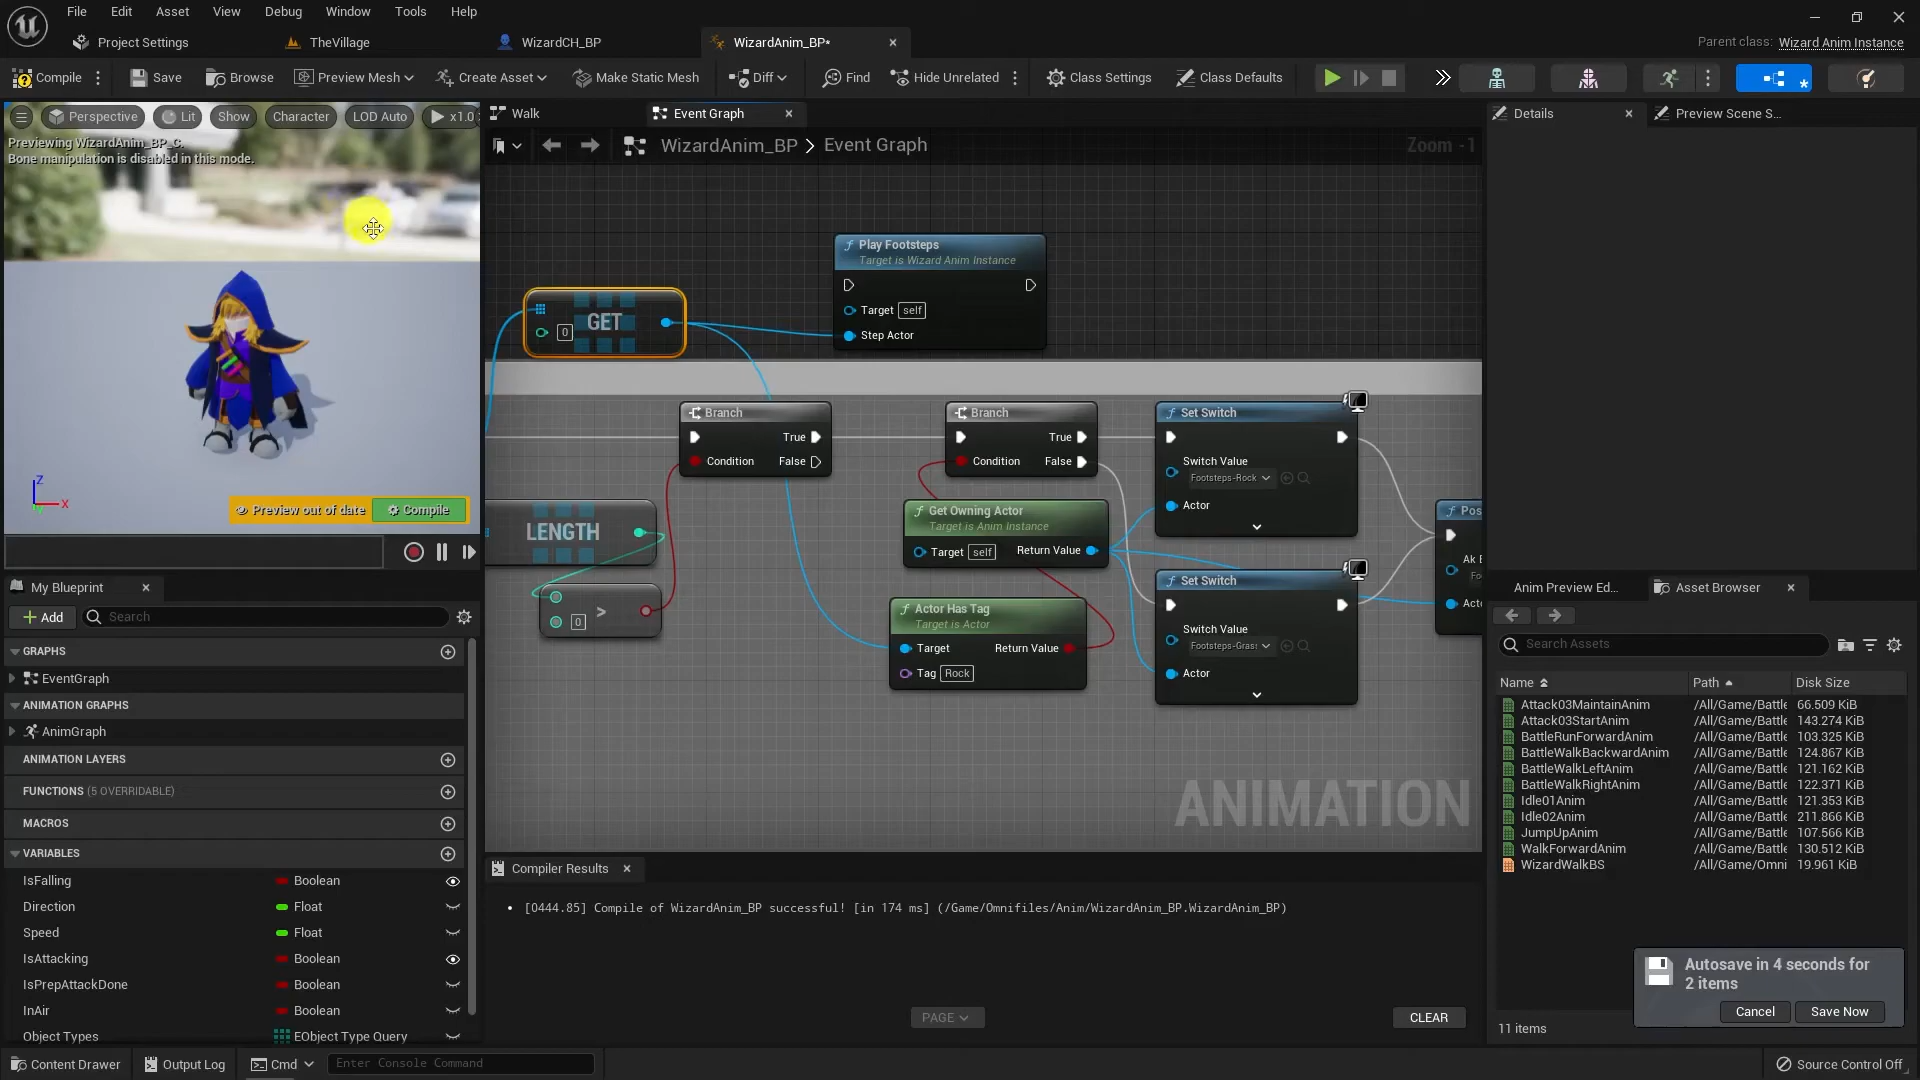 File Edit Asset View Debug Window Tools Help
Project Settings TheVillage WizardCH_BP WizardAnim_BP* Parent class: Wizard Anim Instance
Compile Save Browse Preview Mesh Create Asset Make Static Mesh Diff Find Hide Unrelated Class Settings Class Defaults
Perspective Lit Show Character LOD Auto x1.0
Walk Event Graph Details Preview Scene S...
Previewing WizardAnim_BP_C.
Bone manipulation is disabled in this mode.
WizardAnim_BP > Event Graph Zoom -1
Play Footsteps
Target is Wizard Anim Instance
Target self
Step Actor
GET
0
Branch
True
Condition False
Branch
True
Condition False
Set Switch
Switch Value
Footsteps-Rock
Actor
LENGTH
>
0
Get Owning Actor
Target is Anim Instance
Target self Return Value
Actor Has Tag
Target is Actor
Target Return Value
Tag Rock
Set Switch
Switch Value
Footsteps-Grass
Actor
Pos
Ak E
Fo
Acto
ANIMATION
Z
X
Preview out of date Compile
My Blueprint
Add Search
GRAPHS
EventGraph
ANIMATION GRAPHS
AnimGraph
ANIMATION LAYERS
FUNCTIONS (5 OVERRIDABLE)
MACROS
VARIABLES
IsFalling Boolean
Direction Float
Speed Float
IsAttacking Boolean
IsPrepAttackDone Boolean
InAir Boolean
Object Types EObject Type Query
Compiler Results
[0444.85] Compile of WizardAnim_BP successful! [in 174 ms] (/Game/Omnifiles/Anim/WizardAnim_BP.WizardAnim_BP)
PAGE CLEAR
Anim Preview Ed... Asset Browser
Search Assets
Name Path Disk Size
Attack03MaintainAnim /All/Game/Battle 66.509 KiB
Attack03StartAnim /All/Game/Battle 143.274 KiB
BattleRunForwardAnim /All/Game/Battle 103.325 KiB
BattleWalkBackwardAnim /All/Game/Battle 124.867 KiB
BattleWalkLeftAnim /All/Game/Battle 121.162 KiB
BattleWalkRightAnim /All/Game/Battle 122.371 KiB
Idle01Anim /All/Game/Battle 121.353 KiB
Idle02Anim /All/Game/Battle 211.866 KiB
JumpUpAnim /All/Game/Battle 107.566 KiB
WalkForwardAnim /All/Game/Battle 130.512 KiB
WizardWalkBS /All/Game/Omni 19.961 KiB
Autosave in 4 seconds for
2 items
Cancel Save Now
11 items
Content Drawer Output Log Cmd Enter Console Command Source Control Off